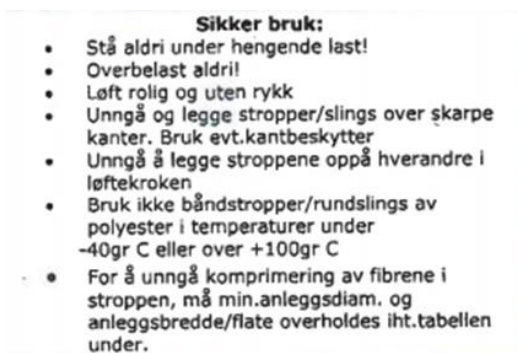 Sikker bruk:
• Stå aldri under hengende last!
• Overbelast aldri!
• Løft rolig og uten rykk
• Unngå og legge stropper/slings over skarpe
kanter. Bruk evt.kantbeskytter
• Unngå å legge stroppene oppå hverandre i
løftekroken
• Bruk ikke båndstropper/rundslings av
polyester i temperaturer under
-40gr C eller over +100gr C
• For å unngå komprimering av fibrene i
stroppen, må min.anleggsdiam. og
anleggsbredde/flate overholdes iht.tabellen
under.